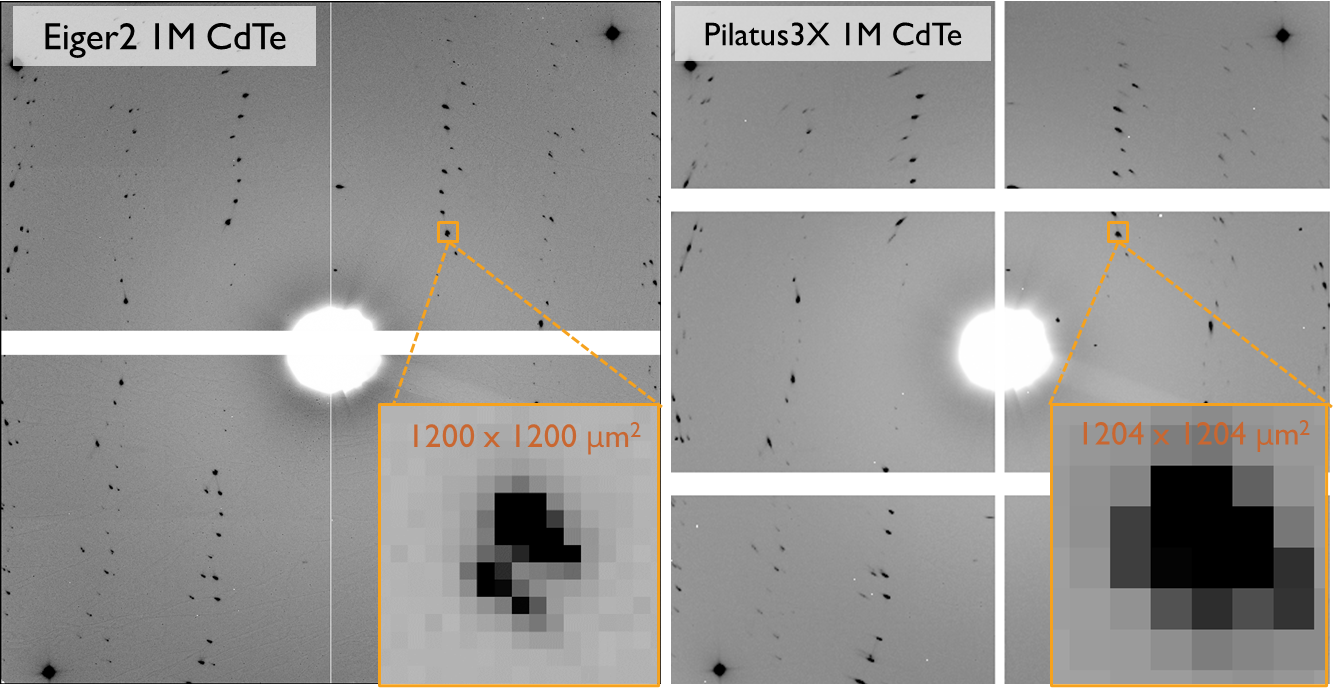 Eiger2 1M CdTe
Pilatus3X 1M CdTe
1200 x 1200 µm²
1204 x 1204 µm²